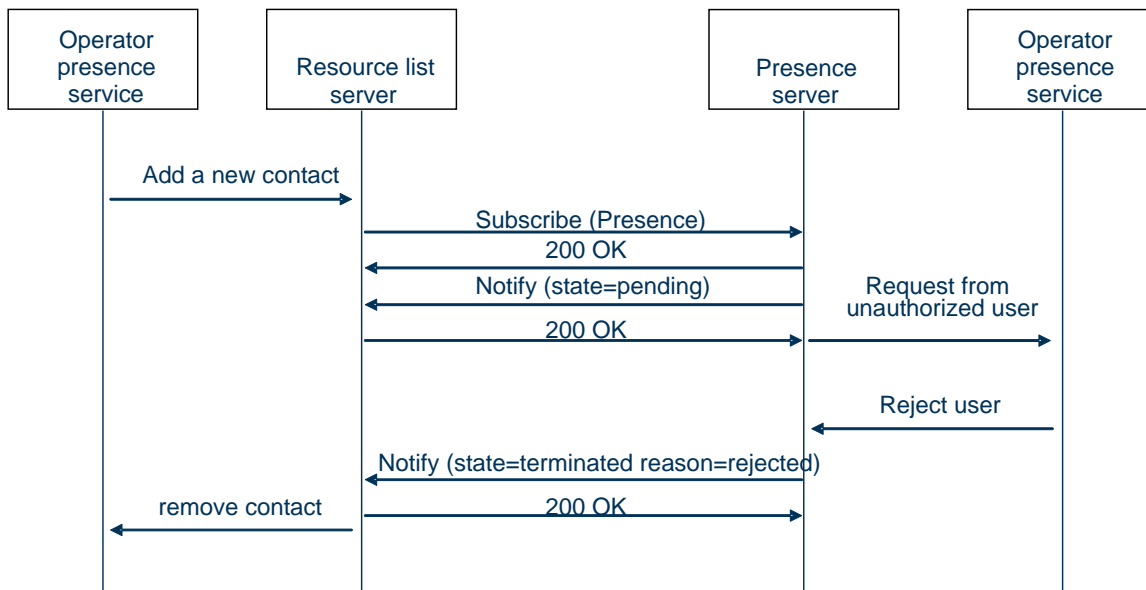 Operator
presence
service
Resource list
server
Presence
server
Operator
presence
service
Add a new contact
Subscribe (Presence)
200 OK
Notify (state=pending)
Request from
unauthorized user
200 OK
Reject user
Notify (state=terminated reason=rejected)
remove contact
200 OK